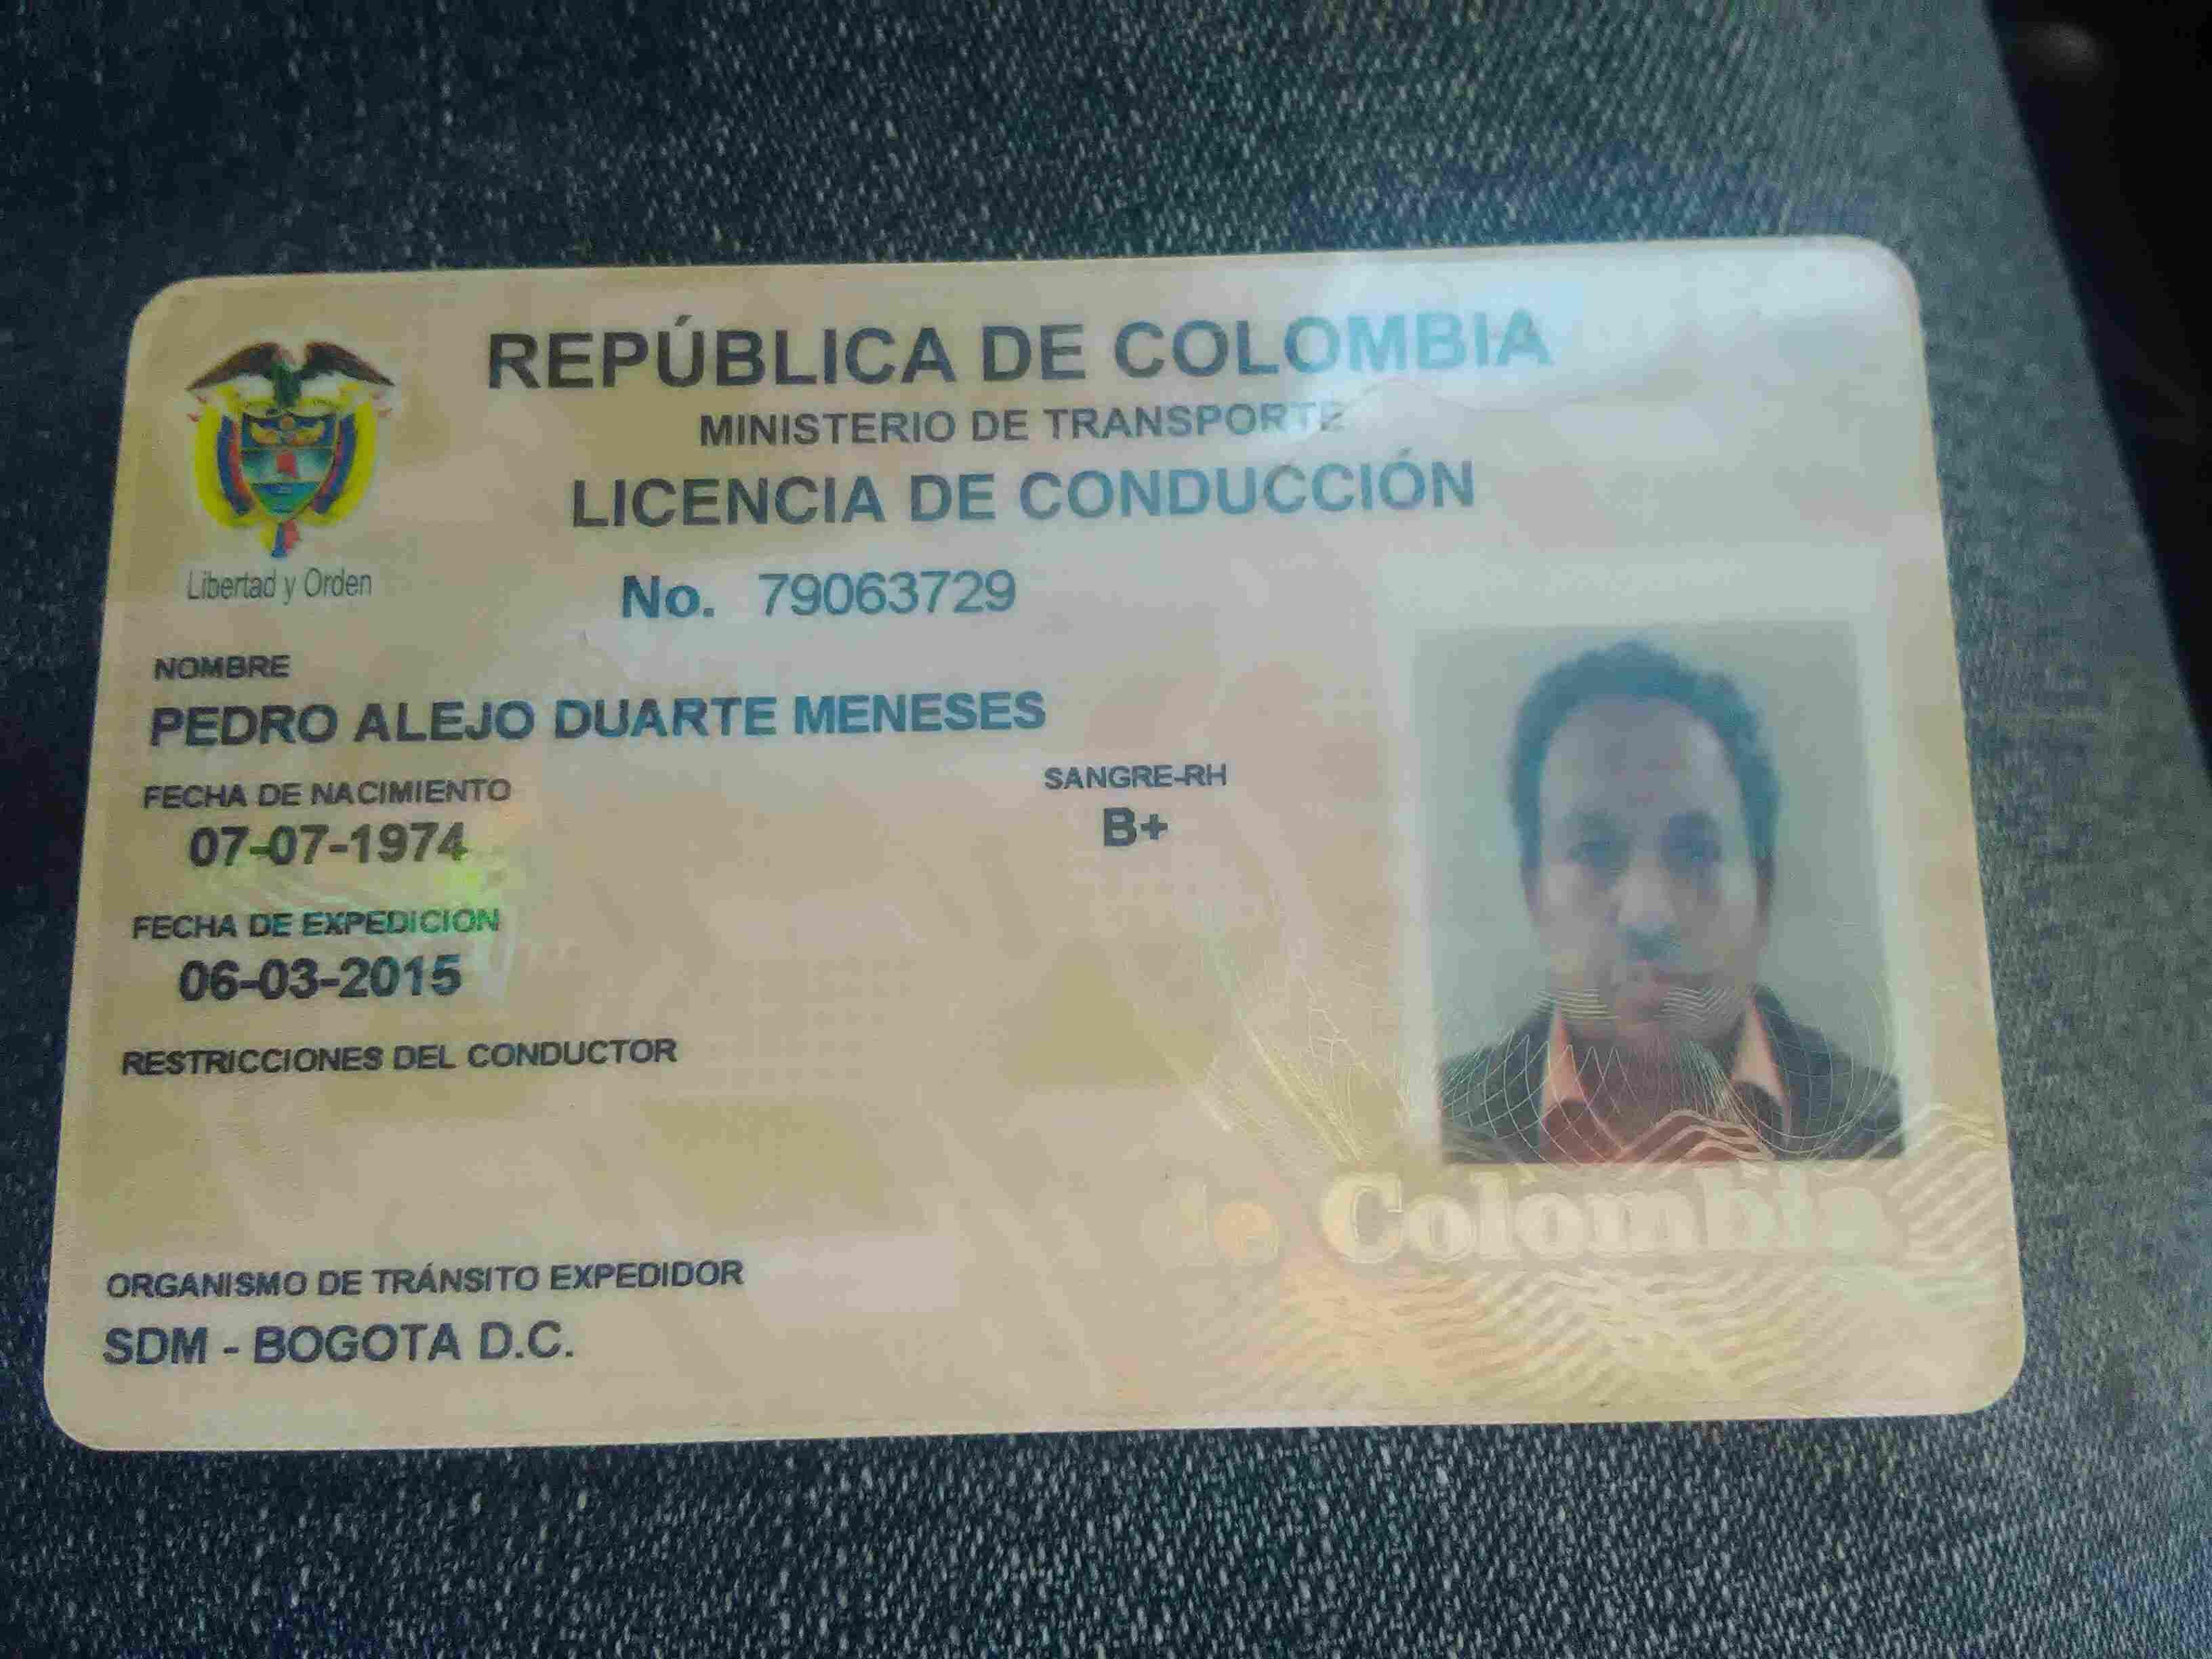 REPÚBLICA DE COLOMBIA
MINISTERIO DE TRANSPORTE
LICENCIA DE CONDUCCIÓN
Libertad y Orden
No. 79063729
NOMBRE
PEDRO ALEJO DUARTE MENESES
FECHA DE NACIMIENTO
07-07-1974
SANGRE-RH
B+
FECHA DE EXPEDICION
06-03-2015
RESTRICCIONES DEL CONDUCTOR
de Colombia
ORGANISMO DE TRÁNSITO EXPEDIDOR
SDM - BOGOTA D.C.